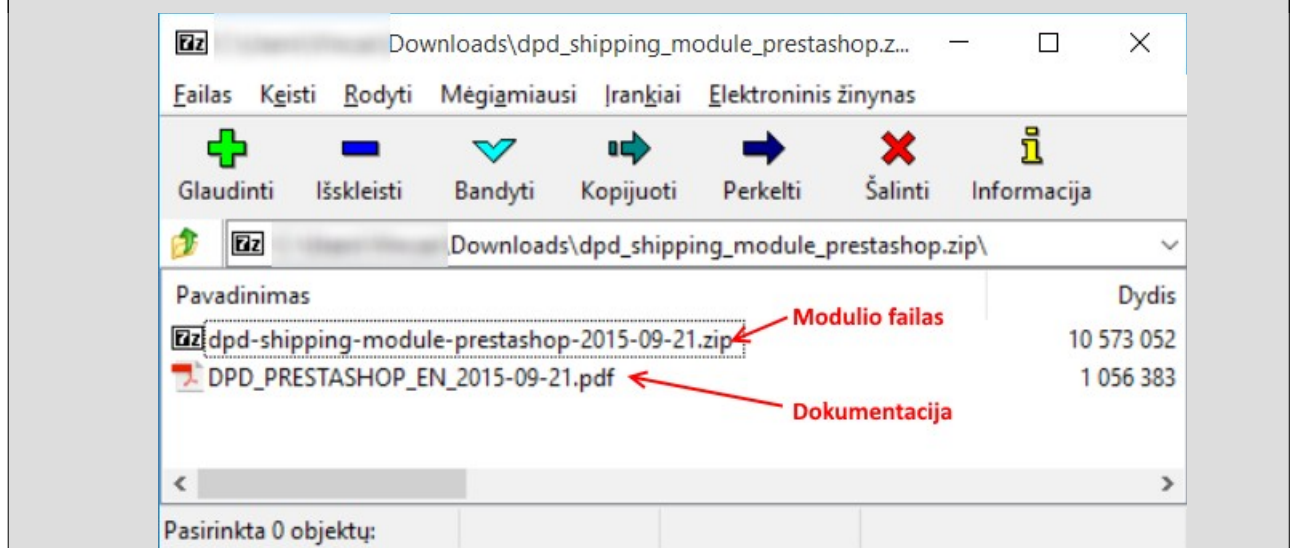 Downloads\dpd_shipping_module_prestashop.z...
Failas Keisti Rodyti Mėgiamiausi Įrankiai Elektroninis žinynas
Glaudinti Išskleisti Bandyti Kopijuoti Perkelti Šalinti Informacija
Downloads\dpd_shipping_module_prestashop.zip\
Pavadinimas Dydis
Modulio failas
dpd-shipping-module-prestashop-2015-09-21.zip 10 573 052
DPD_PRESTASHOP_EN_2015-09-21.pdf 1 056 383
Dokumentacija
Pasirinkta 0 objektų: